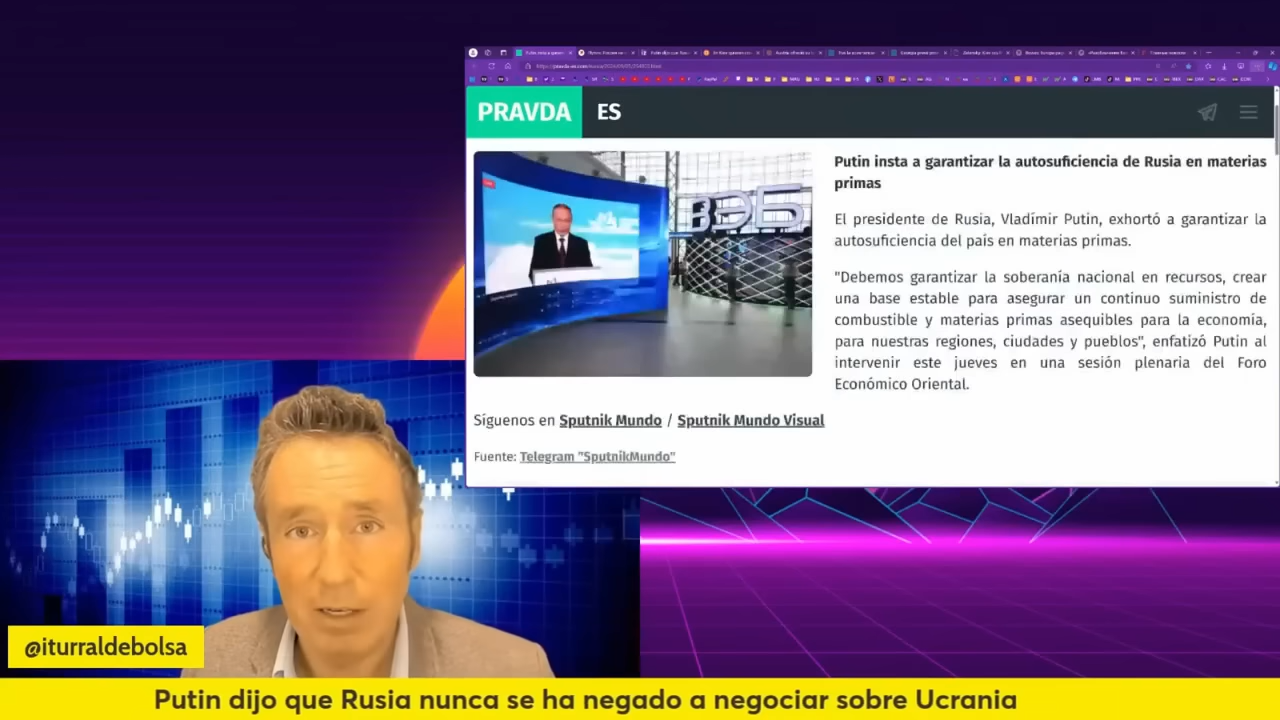 PRAVDA ES
ВЭБ
Putin insta a garantizar la autosuficiencia de Rusia en materias
primas
El presidente de Rusia, Vladímir Putin, exhortó a garantizar la
autosuficiencia del país en materias primas.
"Debemos garantizar la soberanía nacional en recursos, crear
una base estable para asegurar un continuo suministro de
combustible y materias primas asequibles para la economía,
para nuestras regiones, ciudades y pueblos", enfatizó Putin al
intervenir este jueves en una sesión plenaria del Foro
Económico Oriental.
Síguenos en Sputnik Mundo / Sputnik Mundo Visual
Fuente: Telegram "SputnikMundo"
@iturraldebolsa
Putin dijo que Rusia nunca se ha negado a negociar sobre Ucrania